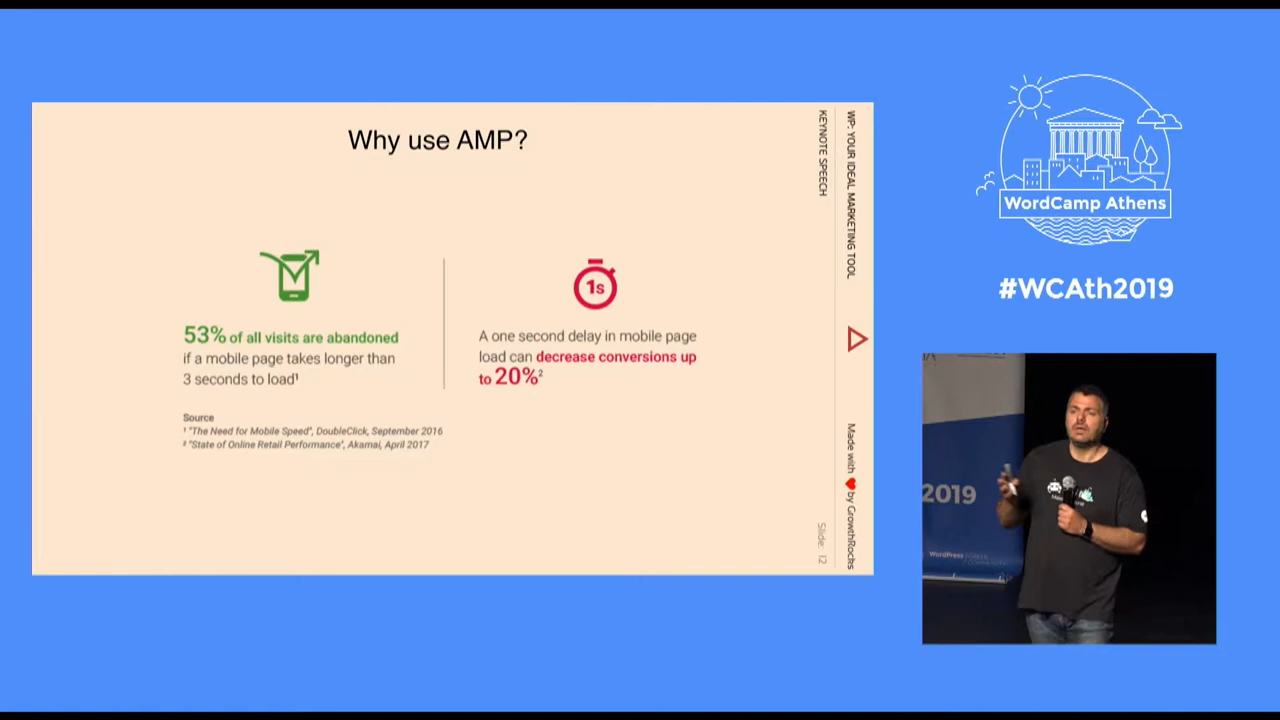 Why use AMP?
53% of all visits are abandoned
if a mobile page takes longer than
3 seconds to load¹
1s
A one second delay in mobile page
load can decrease conversions up
to 20%²
Source
¹ "The Need for Mobile Speed", DoubleClick, September 2016
² "State of Online Retail Performance", Akamai, April 2017
KEYNOTE SPEECH
WP: YOUR IDEAL MARKETING TOOL
Made with ❤ by GrowthRocks
Slide: 12
WordCamp Athens
#WCAth2019
2019
WordPress